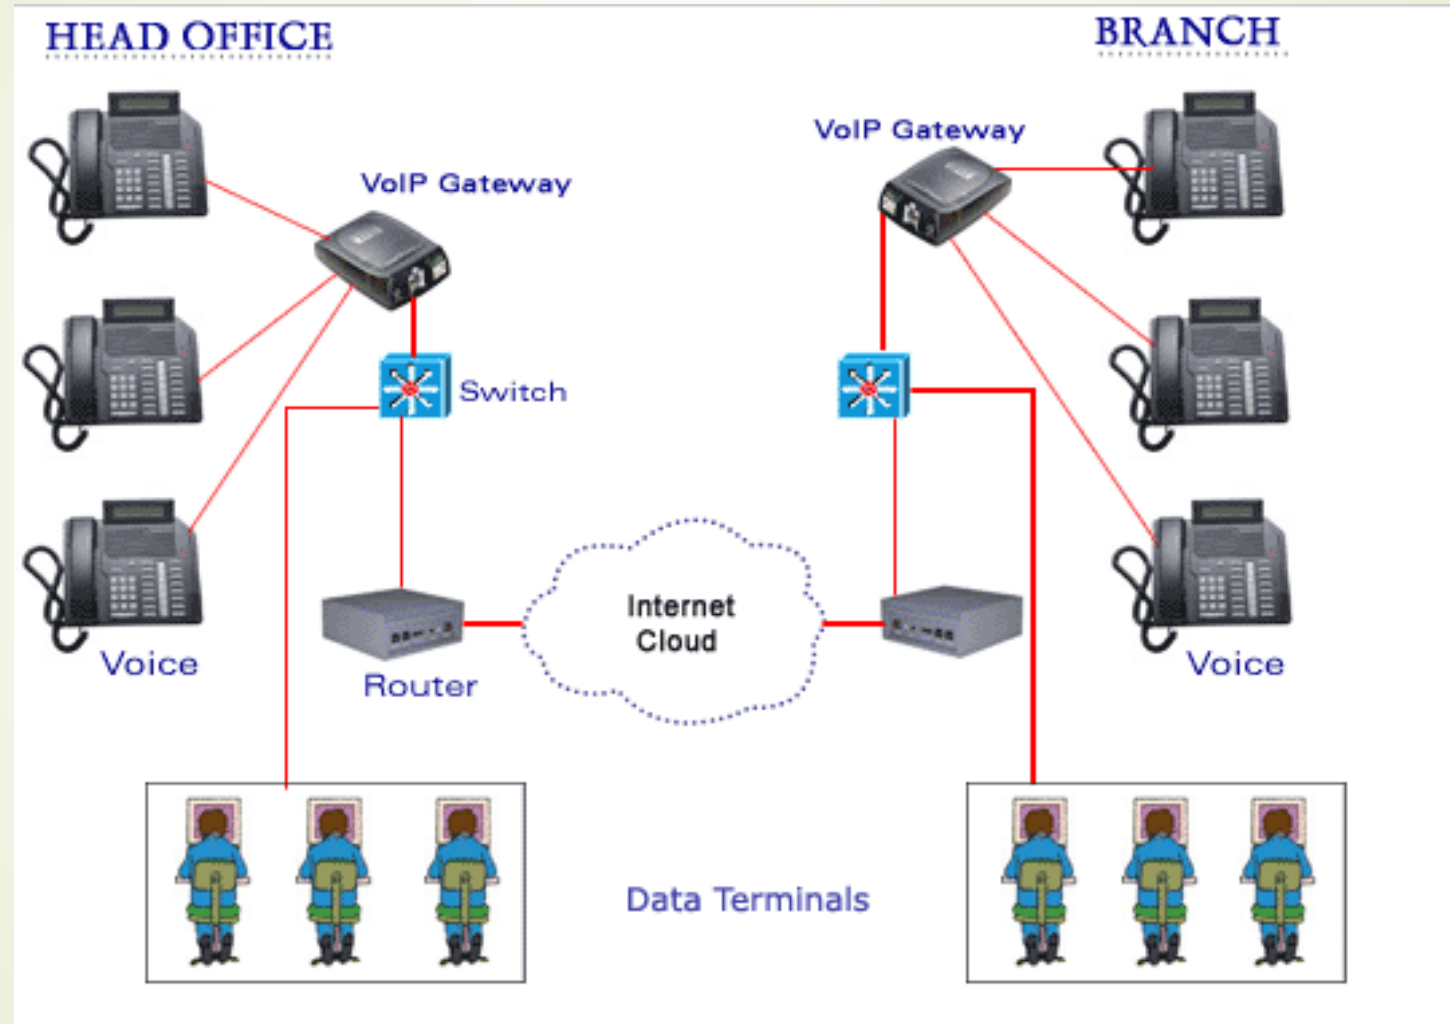 HEAD OFFICE
BRANCH
VoIP Gateway
VoIP Gateway
Switch
Internet
Cloud
Voice
Router
Voice
Data Terminals